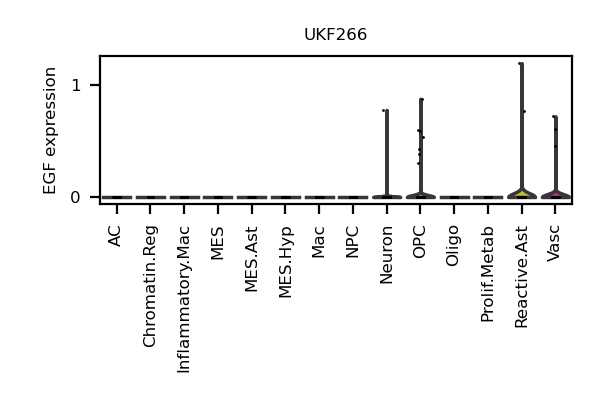 UKF266
EGF expression
1
0
AC
Chromatin.Reg
Inflammatory.Mac
MES
MES.Ast
MES.Hyp
Mac
NPC
Neuron
OPC
Oligo
Prolif.Metab
Reactive.Ast
Vasc